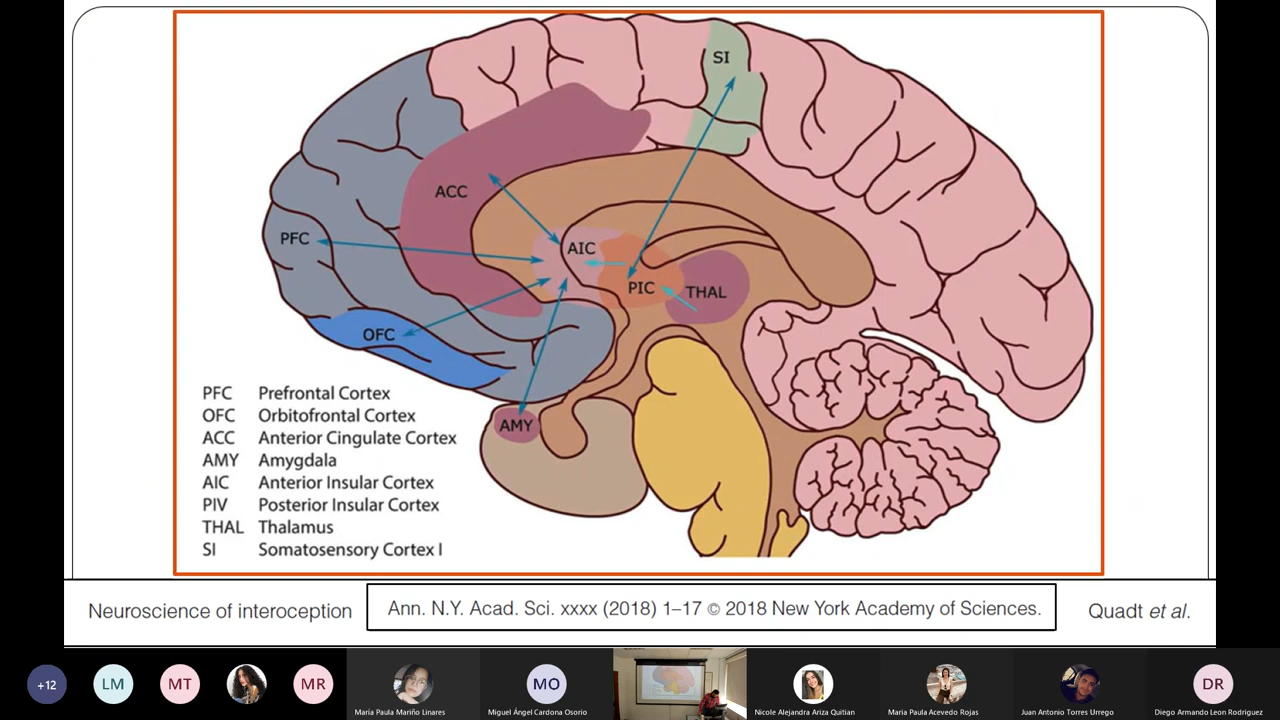 SI
ACC
PFC
AIC
PIC
THAL
OFC
AMY
PFC Prefrontal Cortex
OFC Orbitofrontal Cortex
ACC Anterior Cingulate Cortex
AMY Amygdala
AIC Anterior Insular Cortex
PIV Posterior Insular Cortex
THAL Thalamus
SI Somatosensory Cortex I
Neuroscience of interoception
Ann. N.Y. Acad. Sci. xxxx (2018) 1–17 © 2018 New York Academy of Sciences.
Quadt et al.
+12
LM
MT
MR
María Paula Mariño Linares
MO
Miguel Ángel Cardona Osorio
Nicole Alejandra Ariza Quitian
Maria Paula Acevedo Rojas
Juan Antonio Torres Urrego
DR
Diego Armando Leon Rodriguez